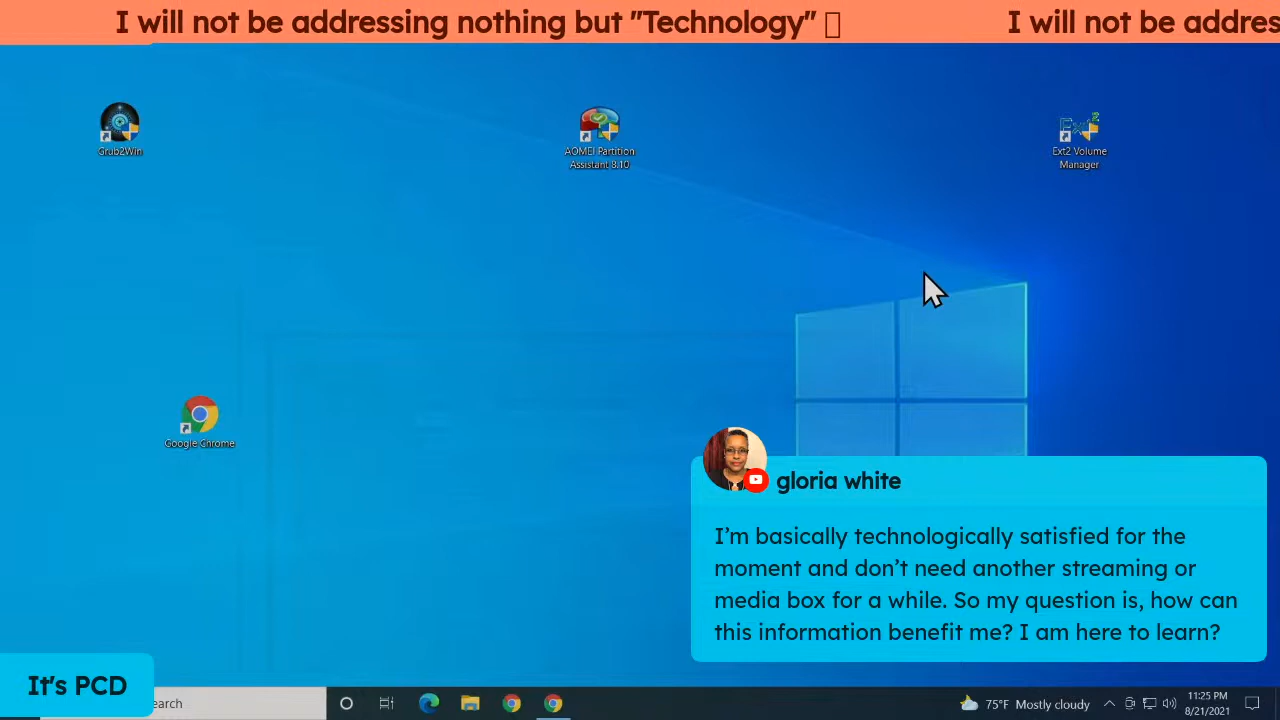 I will not be addressing nothing but "Technology" I will not be addres
Grub2Win
AOMEI Partition
Assistant 8.10
Ext2 Volume
Manager
Ext2
Google Chrome
gloria white
I'm basically technologically satisfied for the
moment and don't need another streaming or
media box for a while. So my question is, how can
this information benefit me? I am here to learn?
It's PCD
earch
75°F Mostly cloudy
11:25 PM
8/21/2021